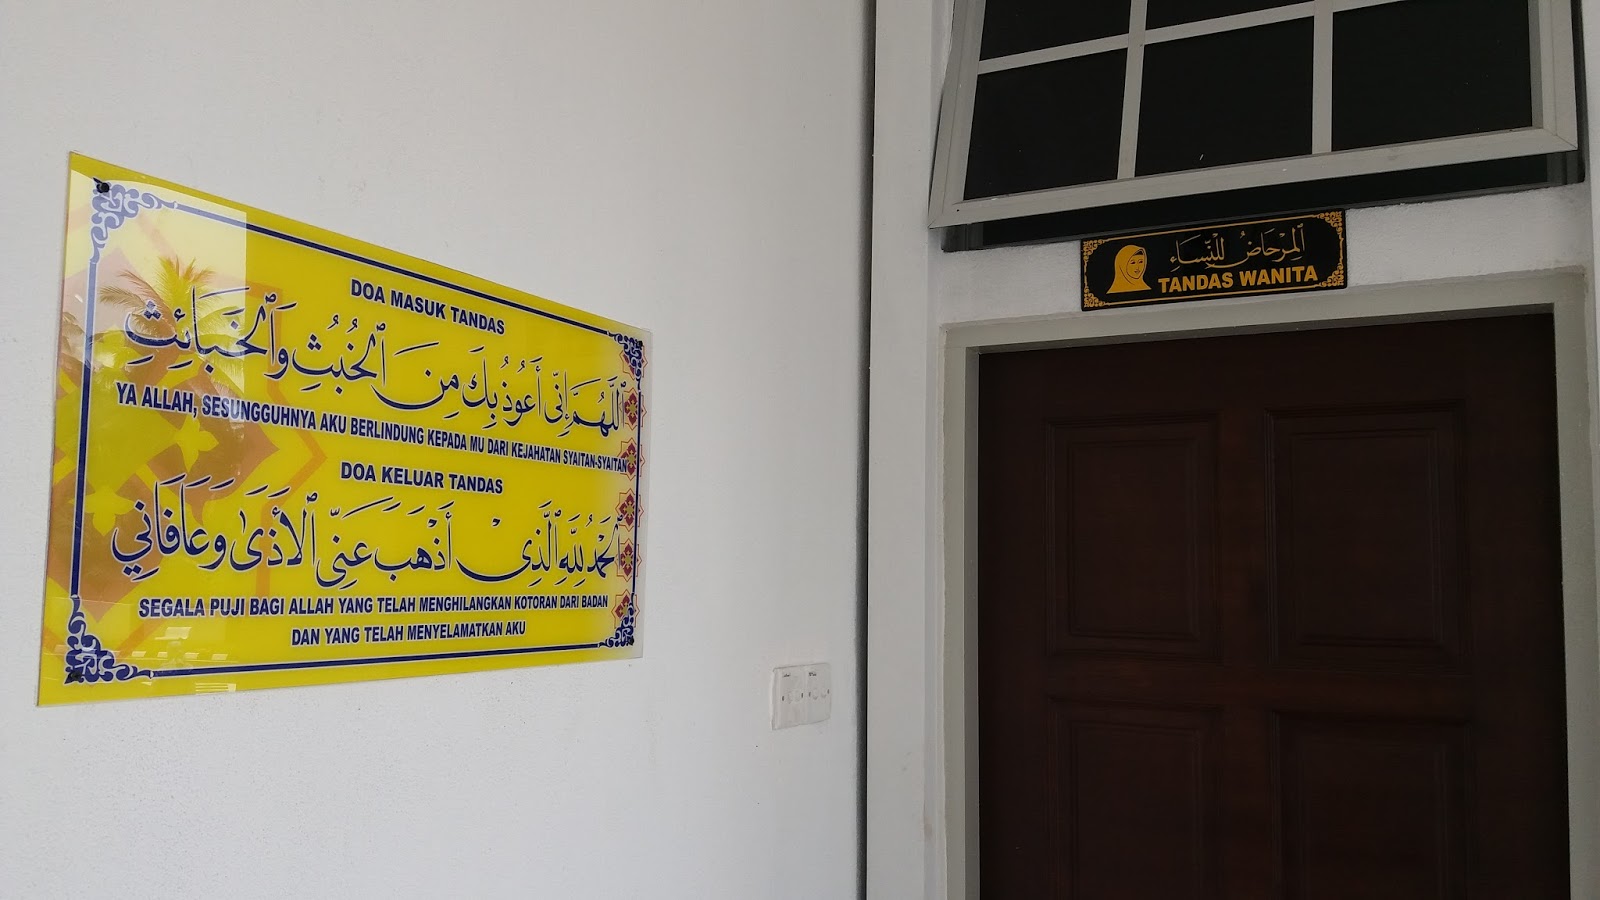 DOA MASUK TANDAS
اَللَّهُمَّ إِنِّي أَعُوذُ بِكَ مِنَ الْخُبُثِ وَالْخَبَائِثِ
YA ALLAH, SESUNGGUHNYA AKU BERLINDUNG KEPADA MU DARI KEJAHATAN SYAITAN-SYAITAN
DOA KELUAR TANDAS
اَلْحَمْدُ لِلَّهِ الَّذِيْ أَذْهَبَ عَنِّي الْأَذَىٰ وَعَافَانِي
SEGALA PUJI BAGI ALLAH YANG TELAH MENGHILANGKAN KOTORAN DARI BADAN
DAN YANG TELAH MENYELAMATKAN AKU
اَلْمِرْحَاضُ لِلنِّسَاءِ
TANDAS WANITA